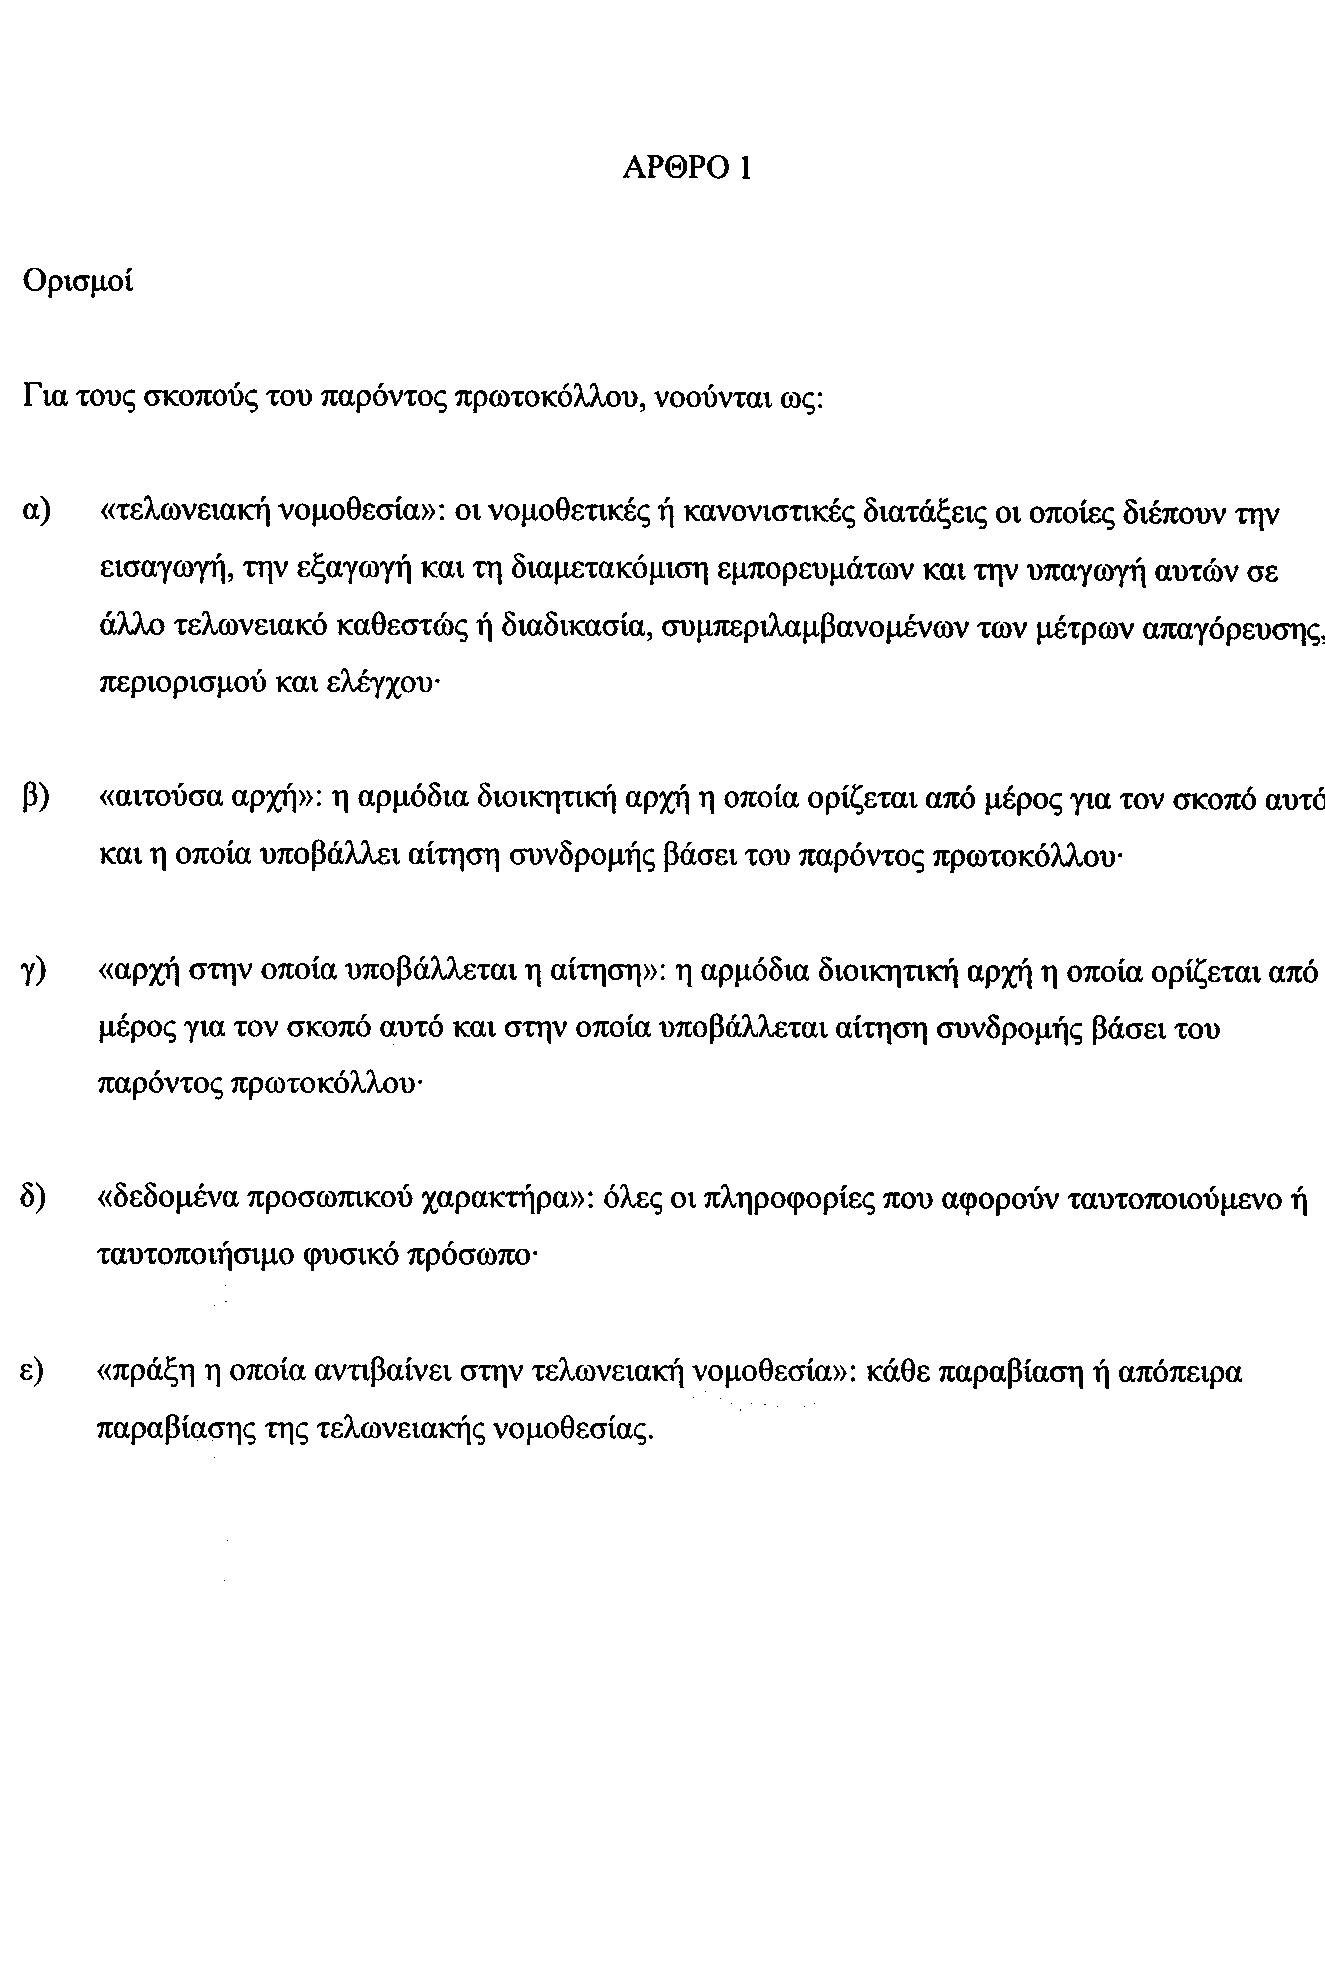 ΑΡΘΡΟ 1
Ορισμοί
Για τους σκοπούς του παρόντος πρωτοκόλλου, νοούνται ως:
α) «τελωνειακή νομοθεσία»: οι νομοθετικές ή κανονιστικές διατάξεις οι οποίες διέπουν την
εισαγωγή, την εξαγωγή και τη διαμετακόμιση εμπορευμάτων και την υπαγωγή αυτών σε
άλλο τελωνειακό καθεστώς ή διαδικασία, συμπεριλαμβανομένων των μέτρων απαγόρευσης,
περιορισμού και ελέγχου·
β) «αιτούσα αρχή»: η αρμόδια διοικητική αρχή η οποία ορίζεται από μέρος για τον σκοπό αυτό
και η οποία υποβάλλει αίτηση συνδρομής βάσει του παρόντος πρωτοκόλλου·
γ) «αρχή στην οποία υποβάλλεται η αίτηση»: η αρμόδια διοικητική αρχή η οποία ορίζεται από
μέρος για τον σκοπό αυτό και στην οποία υποβάλλεται αίτηση συνδρομής βάσει του
παρόντος πρωτοκόλλου·
δ) «δεδομένα προσωπικού χαρακτήρα»: όλες οι πληροφορίες που αφορούν ταυτοποιούμενο ή
ταυτοποιήσιμο φυσικό πρόσωπο·
ε) «πράξη η οποία αντιβαίνει στην τελωνειακή νομοθεσία»: κάθε παραβίαση ή απόπειρα
παραβίασης της τελωνειακής νομοθεσίας.